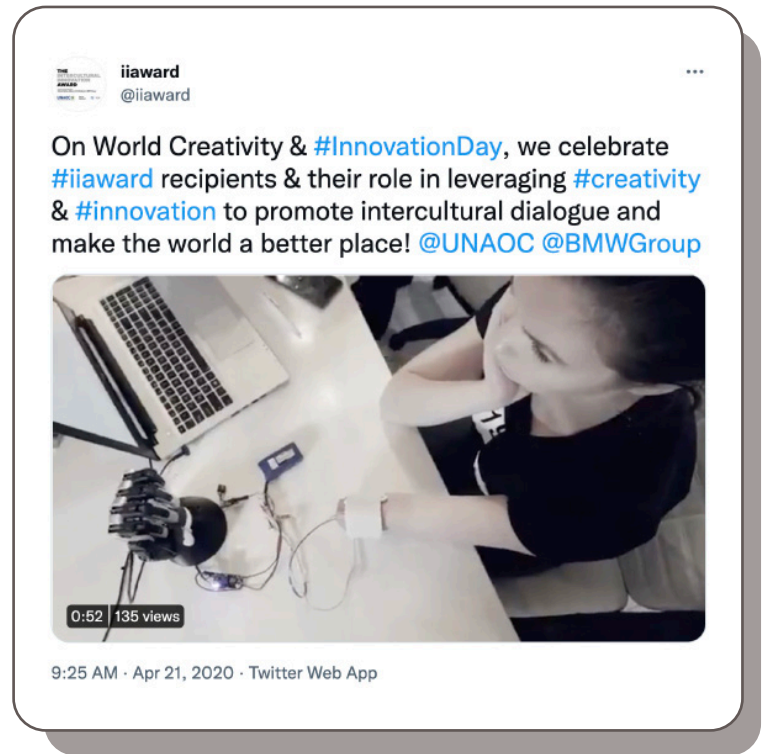 iiaward
@iiaward
On World Creativity & #InnovationDay, we celebrate
#iiaward recipients & their role in leveraging #creativity
& #innovation to promote intercultural dialogue and
make the world a better place! @UNAOC @BMWGroup
0:52 135 views
9:25 AM · Apr 21, 2020 · Twitter Web App